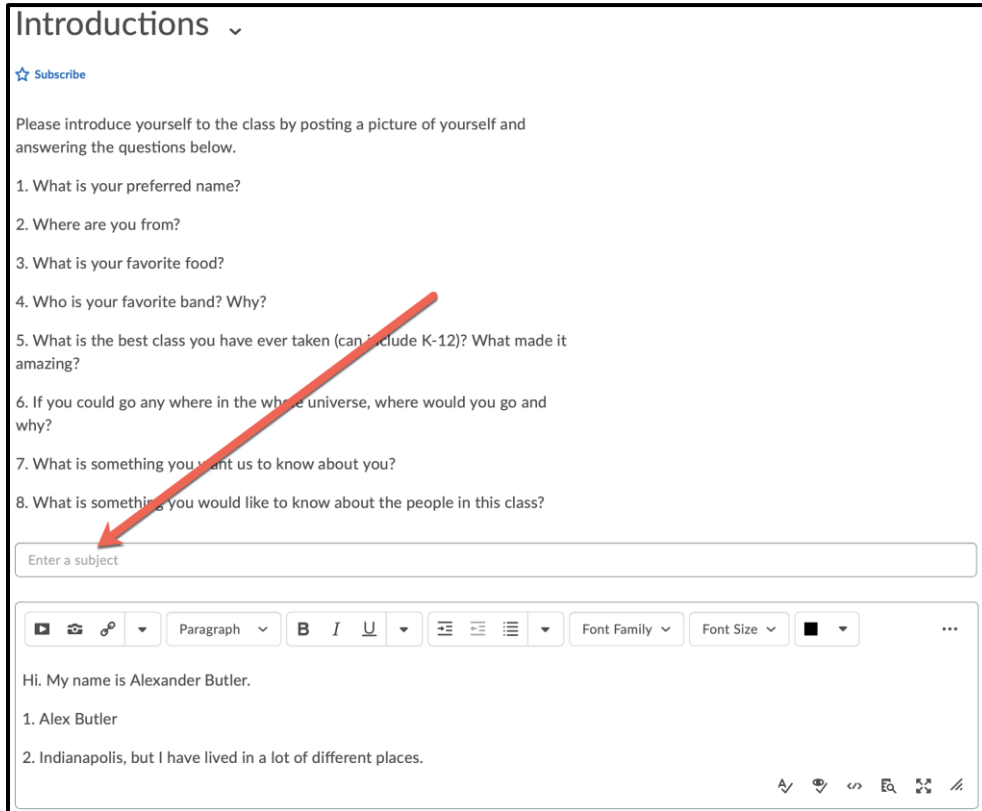 Introductions
Subscribe
Please introduce yourself to the class by posting a picture of yourself and
answering the questions below.
1. What is your preferred name?
2. Where are you from?
3. What is your favorite food?
4. Who is your favorite band? Why?
5. What is the best class you have ever taken (can include K-12)? What made it
amazing?
6. If you could go any where in the whole universe, where would you go and
why?
7. What is something you want us to know about you?
8. What is something you would like to know about the people in this class?
Enter a subject
Paragraph B I U Font Family Font Size
Hi. My name is Alexander Butler.
1. Alex Butler
2. Indianapolis, but I have lived in a lot of different places.